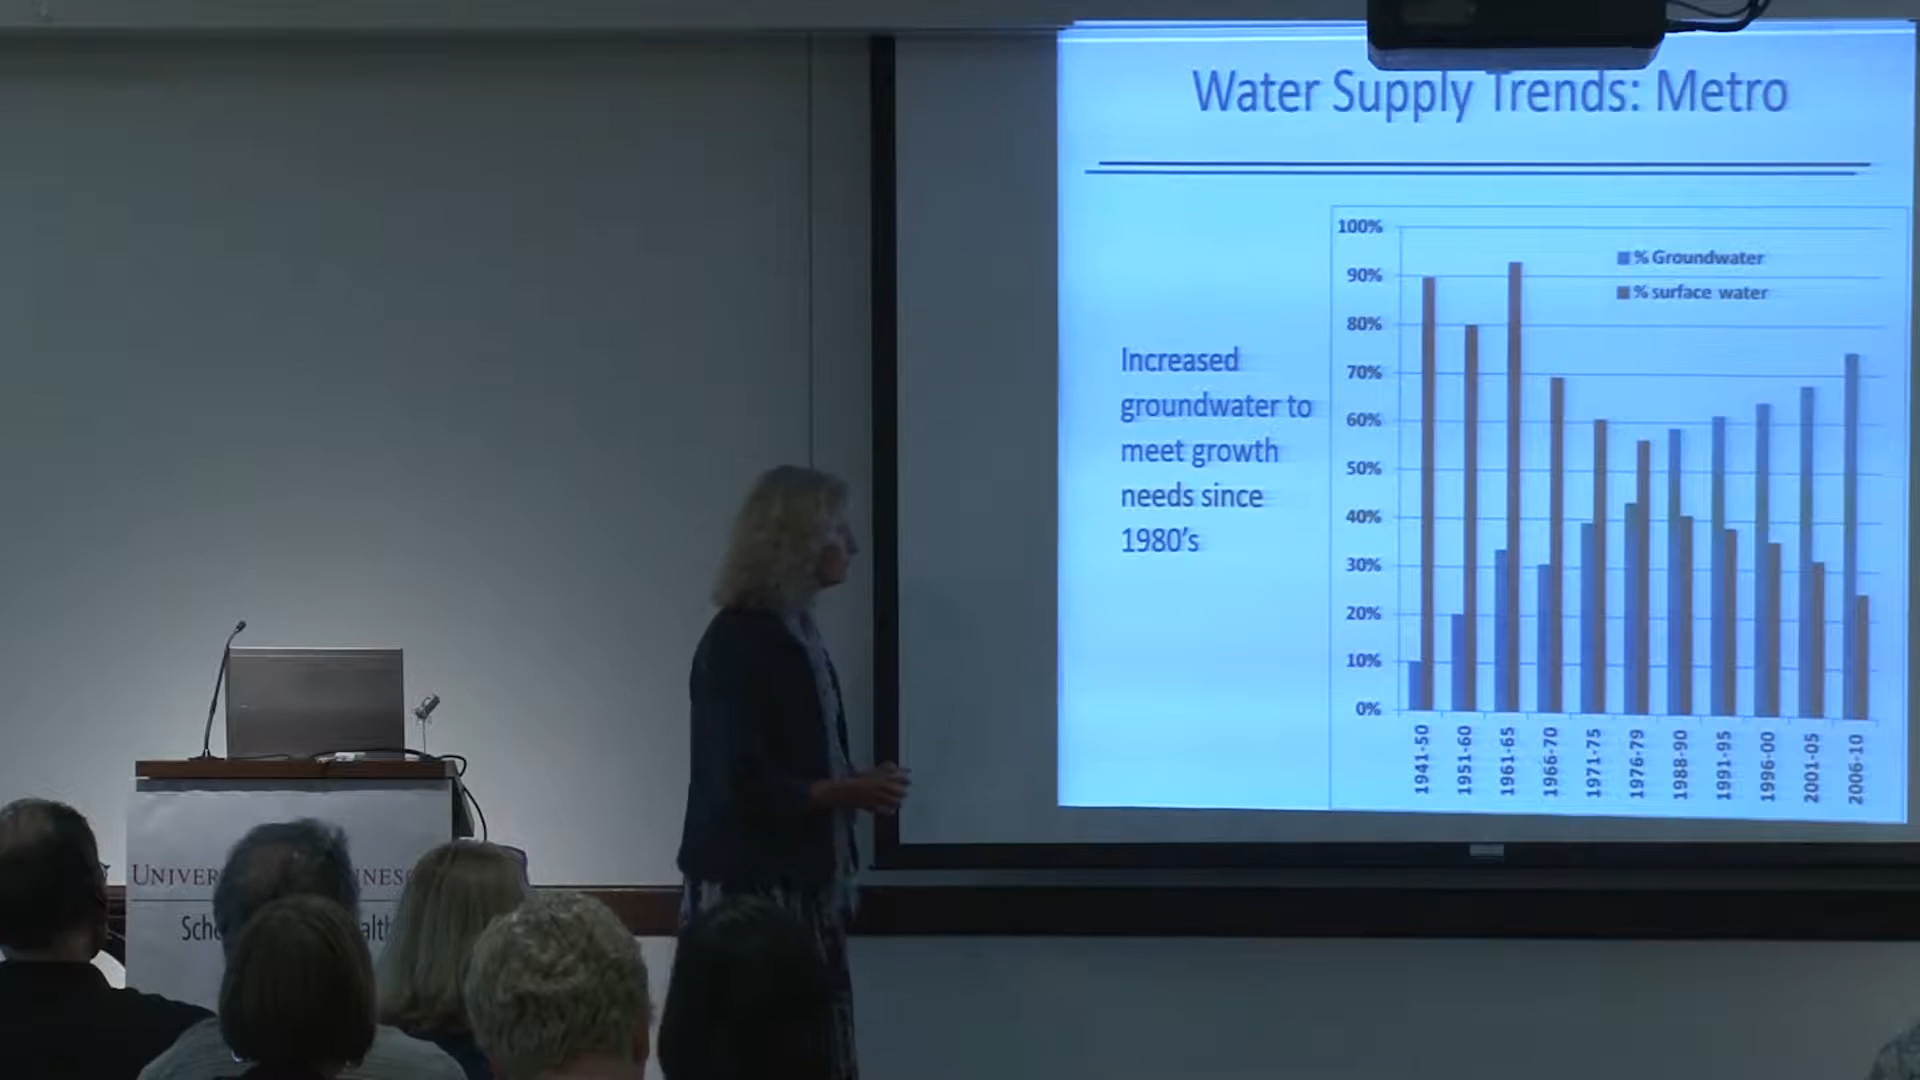 Water Supply Trends: Metro
Increased
groundwater to
meet growth
needs since
1980's
100%
90%
80%
70%
60%
50%
40%
30%
20%
10%
0%
% Groundwater
% surface water
1941-50
1951-60
1961-65
1966-70
1971-75
1976-79
1988-90
1991-95
1996-00
2001-05
2006-10